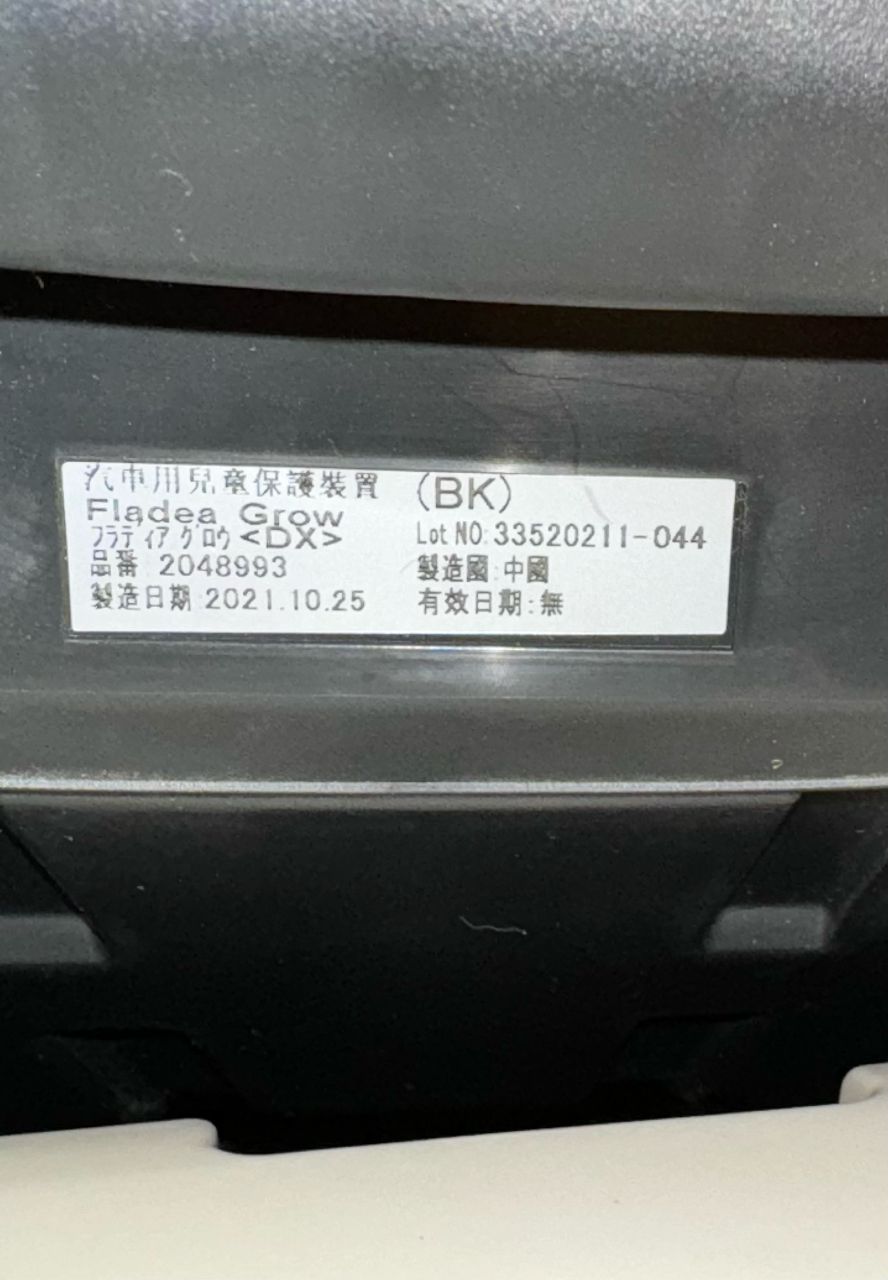 汽車用兒童保護裝置 (BK)
Fladea Grow
フラディア グロウ <DX> Lot NO:33520211-044
品番 2048993 製造國:中國
製造日期:2021.10.25 有效日期:無